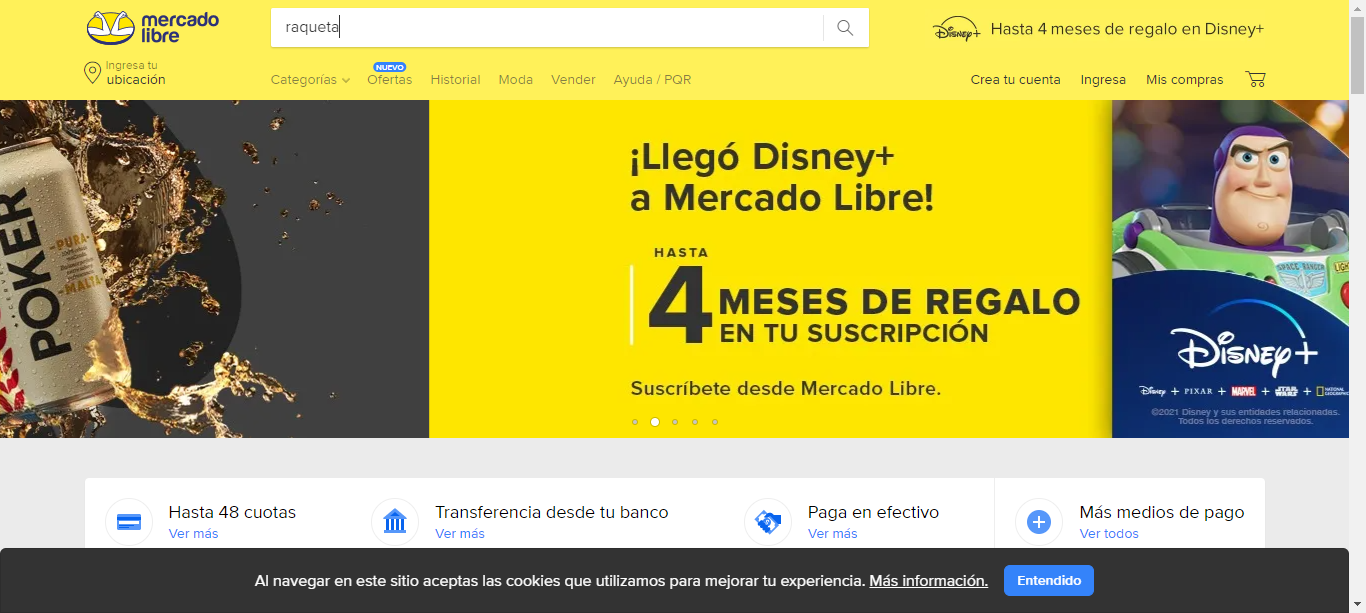 mercado
libre
raqueta
Disney+ Hasta 4 meses de regalo en Disney+
Ingresa tu
ubicación
Categorías
NUEVO
Ofertas
Historial
Moda
Vender
Ayuda / PQR
Crea tu cuenta
Ingresa
Mis compras
POKER
PURA
MALTA
¡Llegó Disney+
a Mercado Libre!
HASTA
4 MESES DE REGALO
EN TU SUSCRIPCIÓN
Suscríbete desde Mercado Libre.
SPACE RANGER
LIGH
Disney+
Disney + PIXAR + MARVEL + STAR WARS + NATIONAL GEOGRAPHIC
©2021 Disney y sus entidades relacionadas.
Todos los derechos reservados.
Hasta 48 cuotas
Ver más
Transferencia desde tu banco
Ver más
Paga en efectivo
Ver más
Más medios de pago
Ver todos
Al navegar en este sitio aceptas las cookies que utilizamos para mejorar tu experiencia. Más información.
Entendido